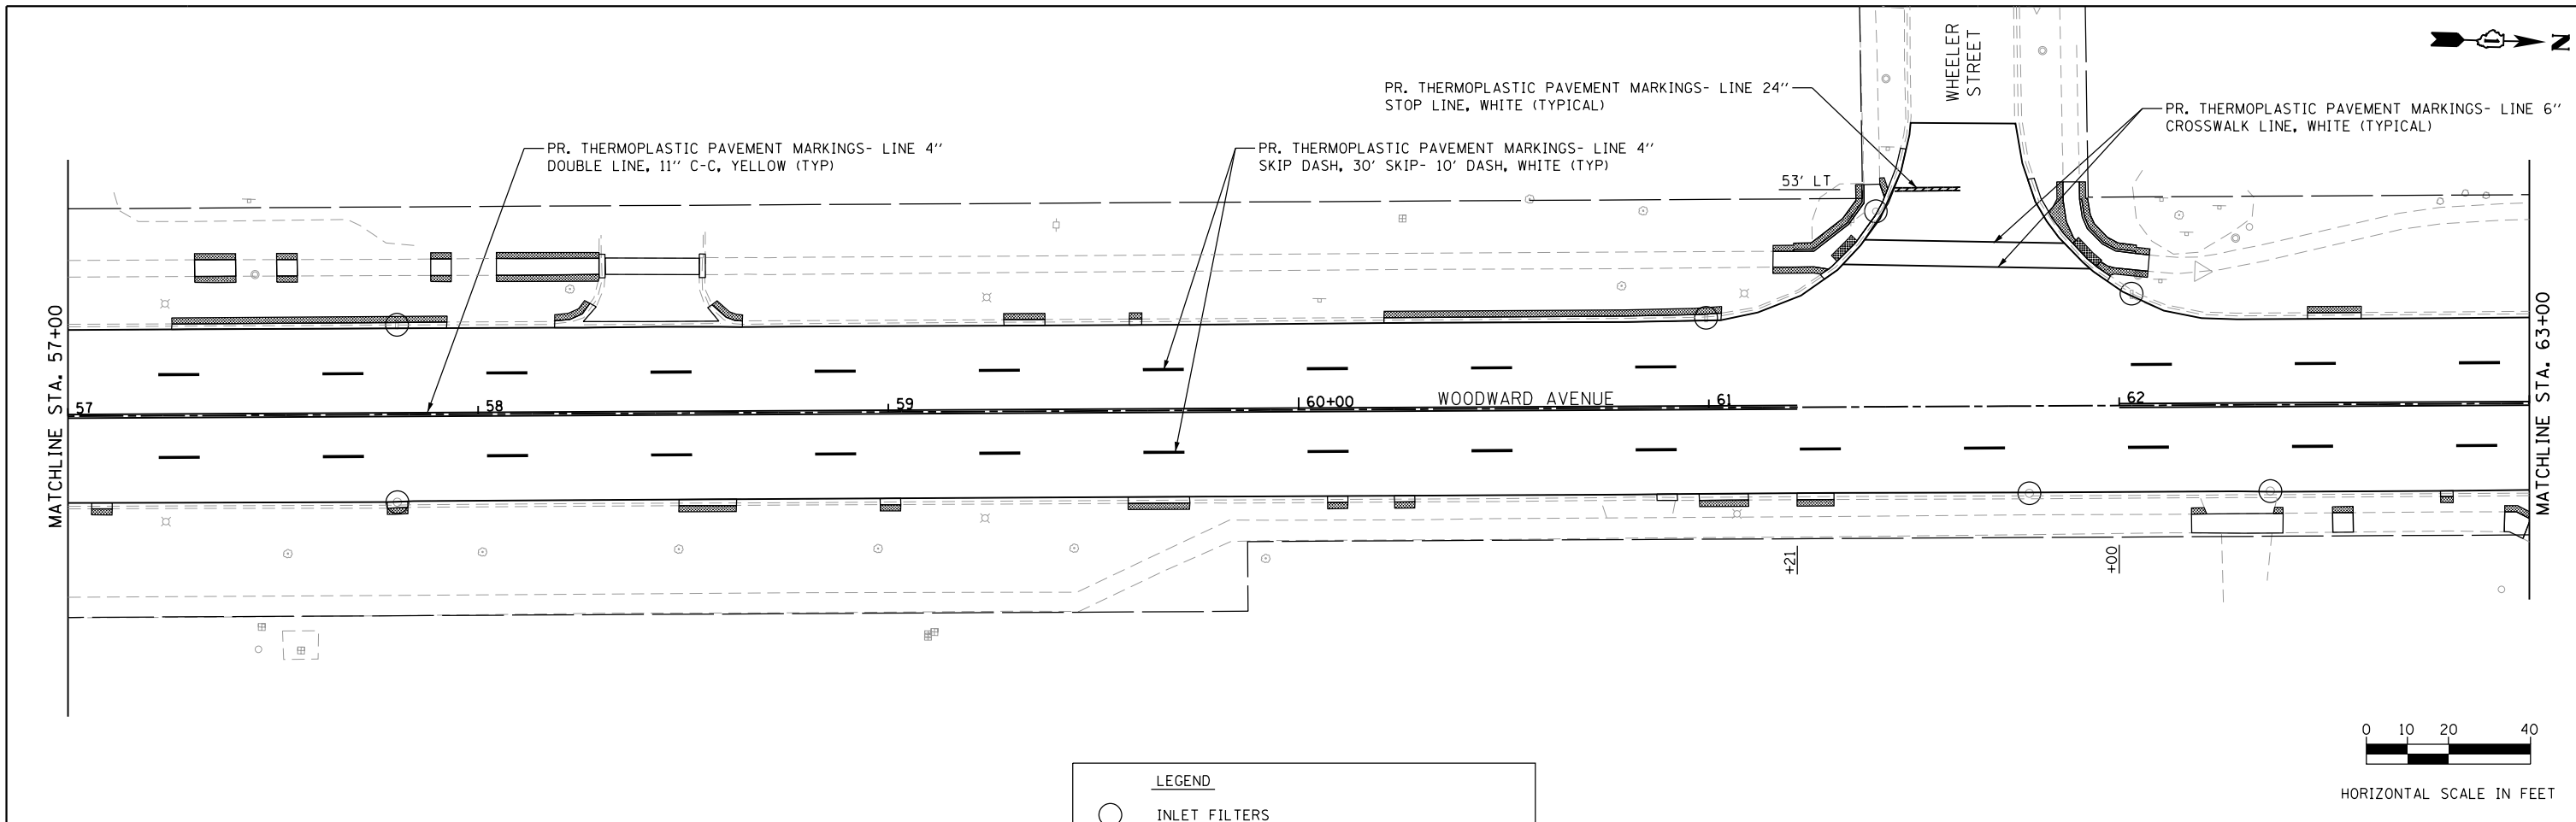 WHEELER
STREET
N
PR. THERMOPLASTIC PAVEMENT MARKINGS- LINE 24"
STOP LINE, WHITE (TYPICAL)
PR. THERMOPLASTIC PAVEMENT MARKINGS- LINE 6"
CROSSWALK LINE, WHITE (TYPICAL)
PR. THERMOPLASTIC PAVEMENT MARKINGS- LINE 4"
DOUBLE LINE, 11" C-C, YELLOW (TYP)
PR. THERMOPLASTIC PAVEMENT MARKINGS- LINE 4"
SKIP DASH, 30' SKIP- 10' DASH, WHITE (TYP)
53' LT
MATCHLINE STA. 57+00
57
58
59
60+00
WOODWARD AVENUE
61
62
MATCHLINE STA. 63+00
+21
+00
0 10 20 40
HORIZONTAL SCALE IN FEET
LEGEND
INLET FILTERS